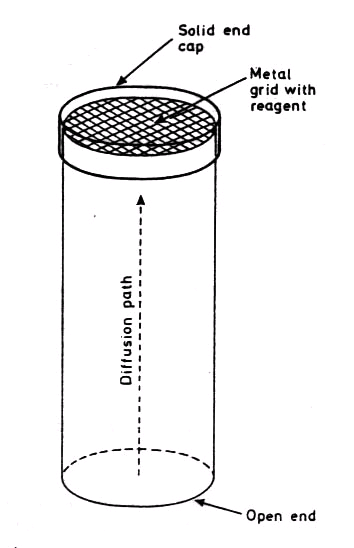 Solid end
cap
Metal
grid with
reagent
Diffusion path
Open end